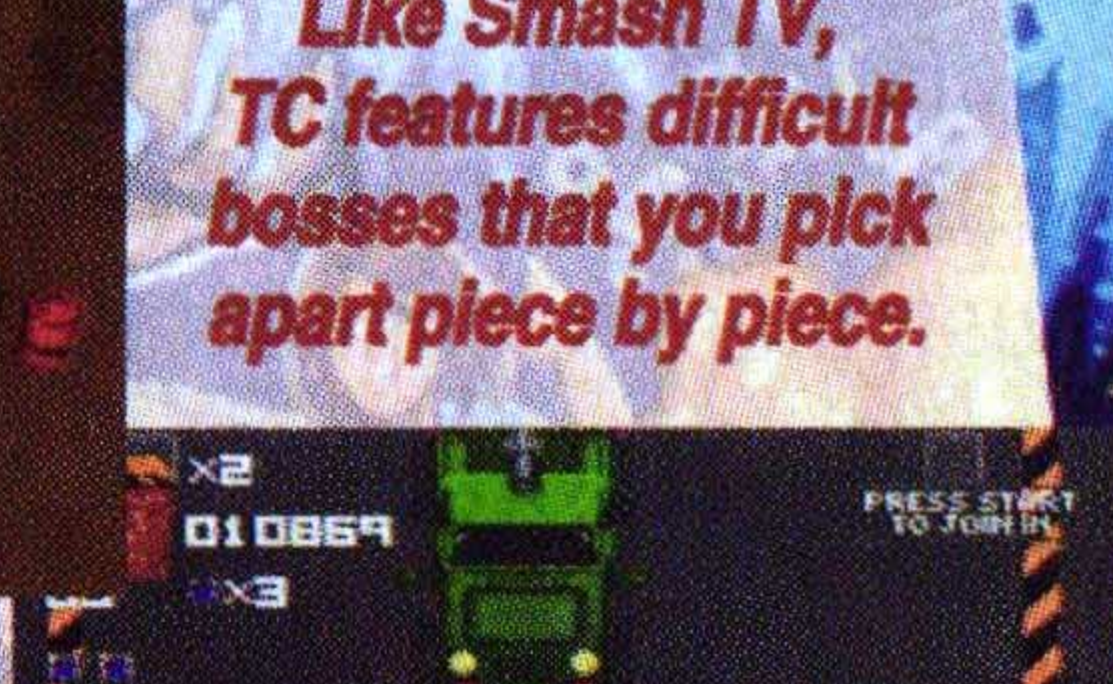 Like Smash TV,
TC features difficult
bosses that you pick
apart piece by piece.
x2
010869
x3
PRESS START
TO JOIN IN